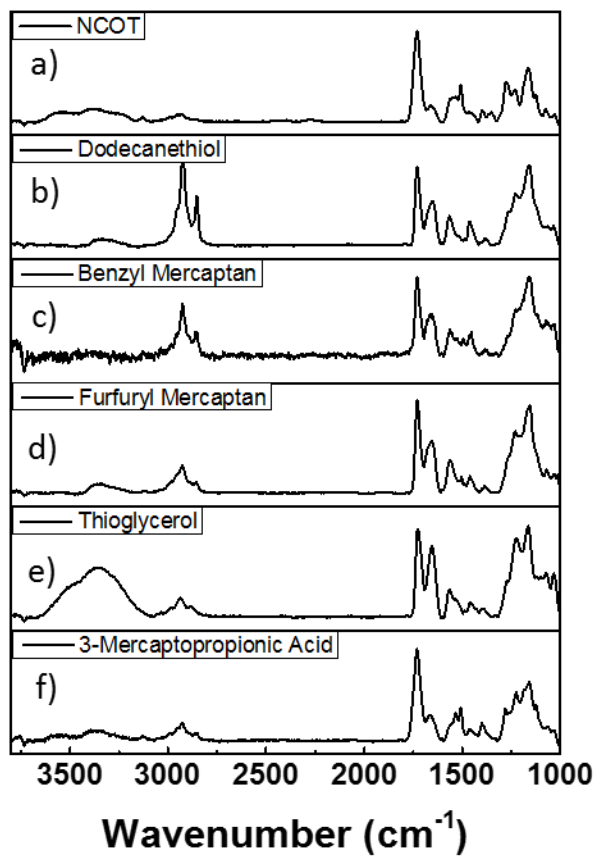 NCOT
a)
Dodecanethiol
b)
Benzyl Mercaptan
c)
Furfuryl Mercaptan
d)
Thioglycerol
e)
3-Mercaptopropionic Acid
f)
3500 3000 2500 2000 1500 1000
Wavenumber (cm⁻¹)